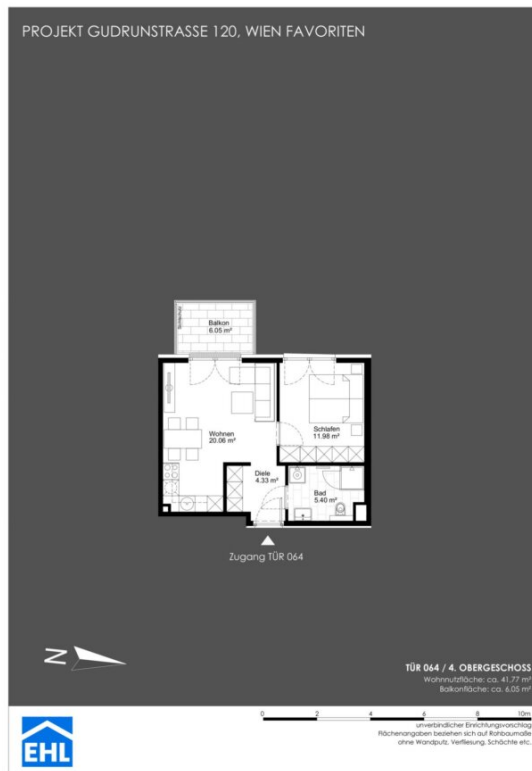 PROJEKT GUDRUNSTRASSE 120, WIEN FAVORITEN
Balkon
6.05 m²
Wohnen
20.06 m²
Schlafen
11.98 m²
Diele
4.33 m²
Bad
5.40 m²
Zugang TÜR 064
N
TÜR 064 / 4. OBERGESCHOSS
Wohnnutzfläche: ca. 41,77 m²
Balkonfläche: ca. 6,05 m²
0 2 4 6 8 10m
unverbindlicher Einrichtungsvorschlag
Flächenangaben beziehen sich auf Rohbaumaße
ohne Wandputz, Verfliesung, Schächte etc.
EHL